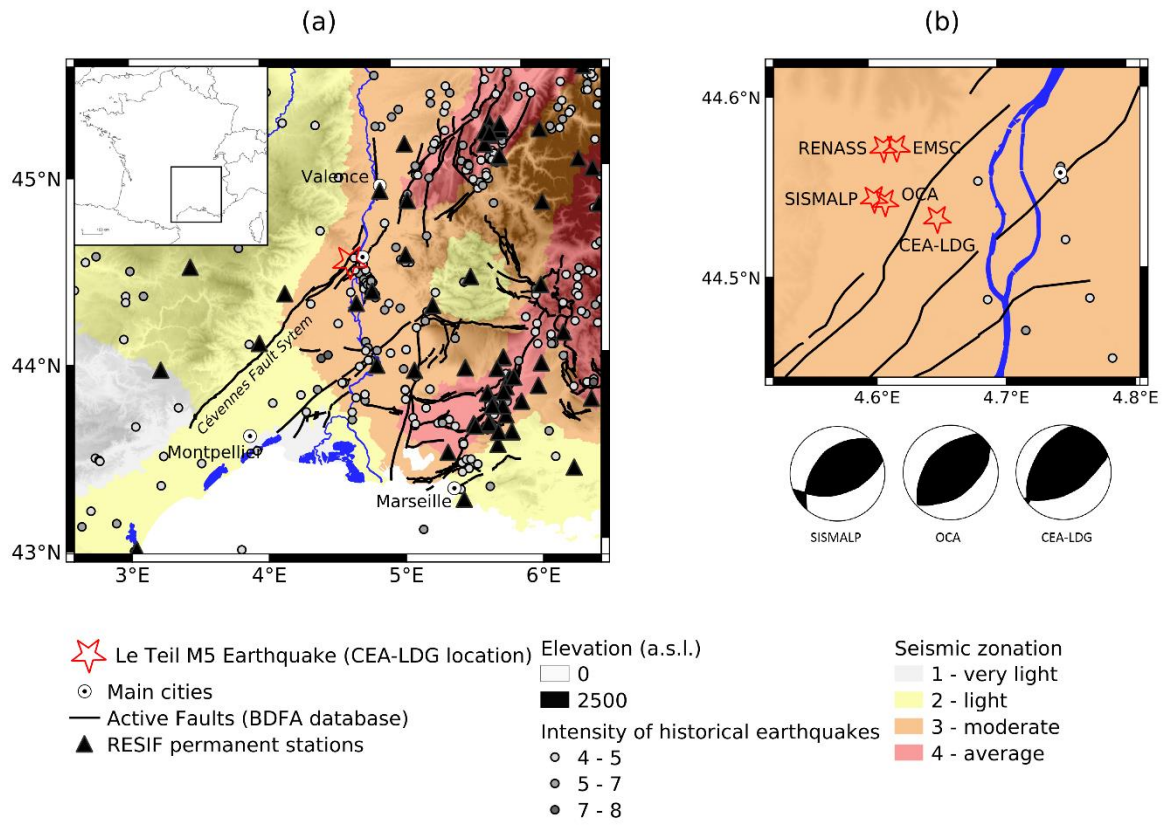 (a)
(b)
45°N
44°N
43°N
3°E
4°E
5°E
6°E
Valence
Cévennes Fault Sytem
Montpellier
Marseille
44.6°N
44.5°N
4.6°E
4.7°E
4.8°E
RENASS
EMSC
SISMALP
OCA
CEA-LDG
SISMALP
OCA
CEA-LDG
Le Teil M5 Earthquake (CEA-LDG location)
Main cities
Active Faults (BDFA database)
RESIF permanent stations
Elevation (a.s.l.)
0
2500
Intensity of historical earthquakes
4 - 5
5 - 7
7 - 8
Seismic zonation
1 - very light
2 - light
3 - moderate
4 - average